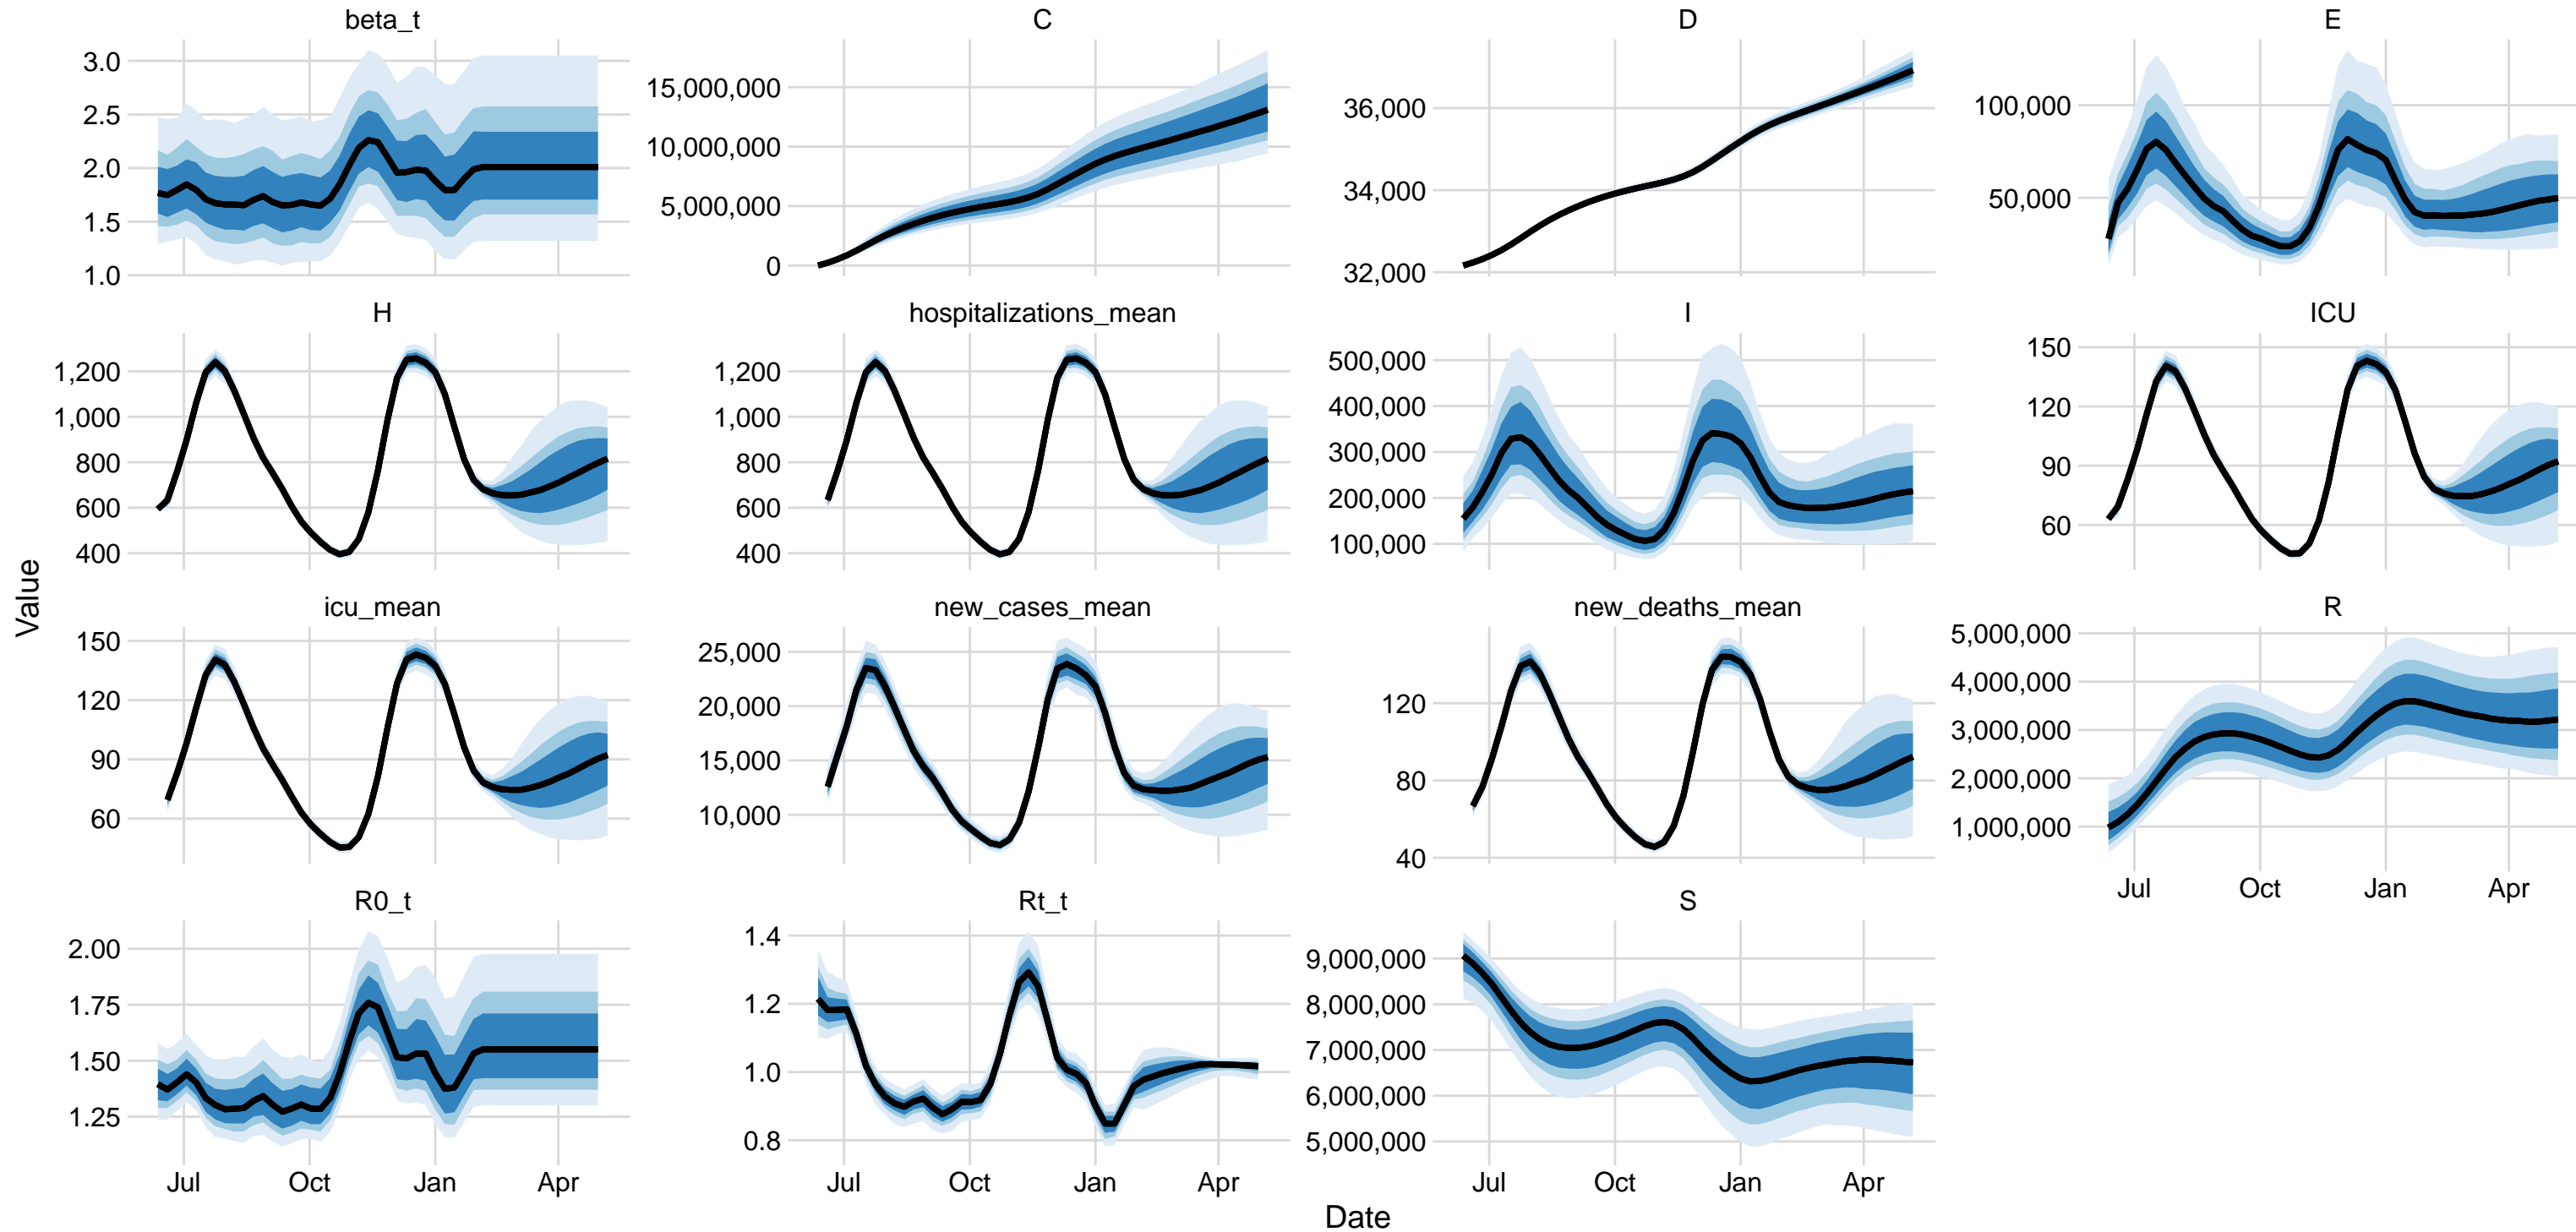 beta_t
C
D
E
3.0
2.5
2.0
1.5
1.0
15,000,000
10,000,000
5,000,000
0
36,000
34,000
32,000
100,000
50,000
H
hospitalizations_mean
I
ICU
1,200
1,000
800
600
400
1,200
1,000
800
600
400
500,000
400,000
300,000
200,000
100,000
150
120
90
60
Value
icu_mean
new_cases_mean
new_deaths_mean
R
150
120
90
60
25,000
20,000
15,000
10,000
120
80
40
5,000,000
4,000,000
3,000,000
2,000,000
1,000,000
Jul Oct Jan Apr
R0_t
Rt_t
S
2.00
1.75
1.50
1.25
1.4
1.2
1.0
0.8
9,000,000
8,000,000
7,000,000
6,000,000
5,000,000
Jul Oct Jan Apr
Jul Oct Jan Apr
Jul Oct Jan Apr
Date